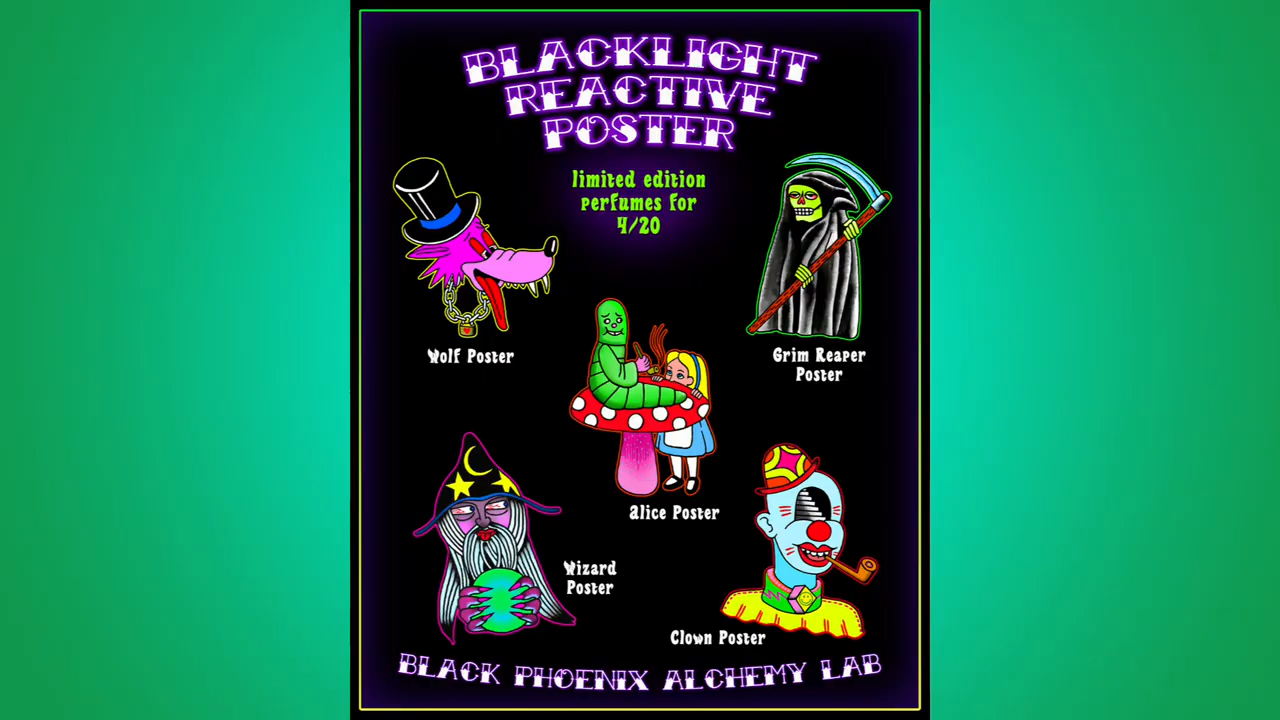 BLACKLIGHT
REACTIVE
POSTER
limited edition
perfumes for
4/20
Wolf Poster
Grim Reaper
Poster
Alice Poster
Wizard
Poster
Clown Poster
BLACK PHOENIX ALCHEMY LAB